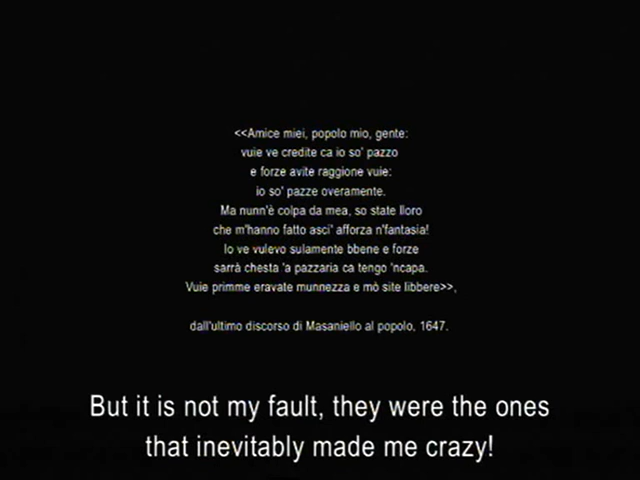 <<Amice miei, popolo mio, gente:
vuie ve credite ca io so' pazzo
e forze avite raggione vuie:
io so' pazze overamente.
Ma nunn'è colpa da mea, so state lloro
che m'hanno fatto asci' afforza n'fantasia!
Io ve vulevo sulamente bbene e forze
sarrà chesta 'a pazzaria ca tengo 'ncapa.
Vuie primme eravate munnezza e mò site libbere>>,
dall'ultimo discorso di Masaniello al popolo, 1647.
But it is not my fault, they were the ones
that inevitably made me crazy!